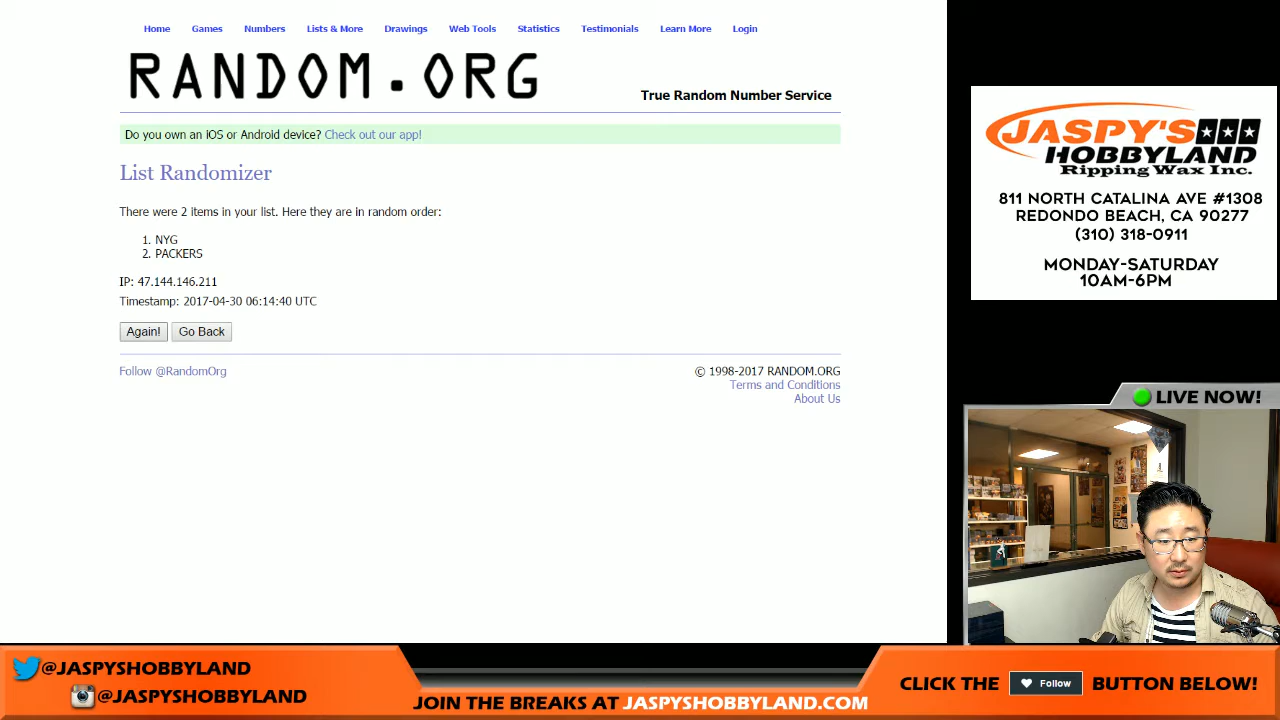 Home Games Numbers Lists & More Drawings Web Tools Statistics Testimonials Learn More Login
RANDOM.ORG
True Random Number Service
Do you own an iOS or Android device? Check out our app!
List Randomizer
There were 2 items in your list. Here they are in random order:
1. NYG
2. PACKERS
IP: 47.144.146.211
Timestamp: 2017-04-30 06:14:40 UTC
Again! Go Back
Follow @RandomOrg
© 1998-2017 RANDOM.ORG
Terms and Conditions
About Us
JASPY'S
HOBBYLAND
Ripping Wax Inc.
811 NORTH CATALINA AVE #1308
REDONDO BEACH, CA 90277
(310) 318-0911
MONDAY-SATURDAY
10AM-6PM
LIVE NOW!
@JASPYSHOBBYLAND
@JASPYSHOBBYLAND
JOIN THE BREAKS AT JASPYSHOBBYLAND.COM
CLICK THE Follow BUTTON BELOW!